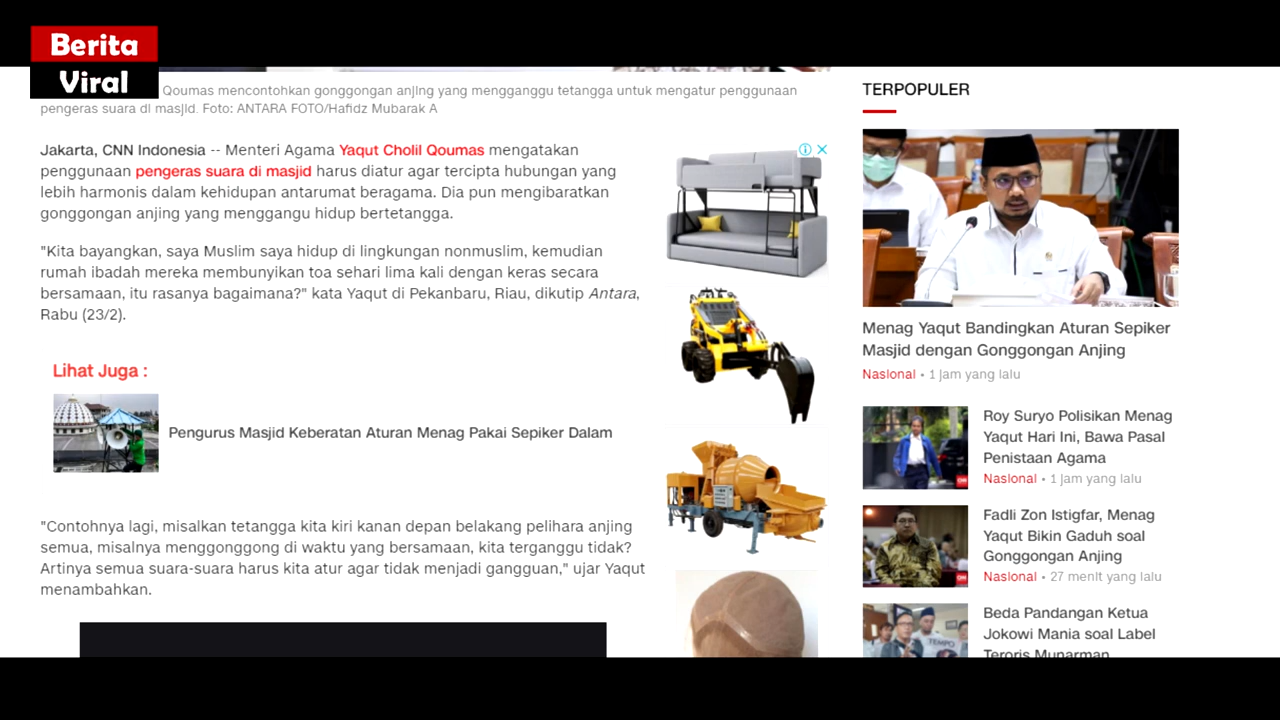 Berita
Viral
Qoumas mencontohkan gonggongan anjing yang mengganggu tetangga untuk mengatur penggunaan
pengeras suara di masjid. Foto: ANTARA FOTO/Hafidz Mubarak A
Jakarta, CNN Indonesia -- Menteri Agama Yaqut Cholil Qoumas mengatakan
penggunaan pengeras suara di masjid harus diatur agar tercipta hubungan yang
lebih harmonis dalam kehidupan antarumat beragama. Dia pun mengibaratkan
gonggongan anjing yang menggangu hidup bertetangga.
"Kita bayangkan, saya Muslim saya hidup di lingkungan nonmuslim, kemudian
rumah ibadah mereka membunyikan toa sehari lima kali dengan keras secara
bersamaan, itu rasanya bagaimana?" kata Yaqut di Pekanbaru, Riau, dikutip Antara,
Rabu (23/2).
Lihat Juga :
Pengurus Masjid Keberatan Aturan Menag Pakai Sepiker Dalam
"Contohnya lagi, misalkan tetangga kita kiri kanan depan belakang pelihara anjing
semua, misalnya menggonggong di waktu yang bersamaan, kita terganggu tidak?
Artinya semua suara-suara harus kita atur agar tidak menjadi gangguan," ujar Yaqut
menambahkan.
TERPOPULER
Menag Yaqut Bandingkan Aturan Sepiker
Masjid dengan Gonggongan Anjing
Nasional • 1 jam yang lalu
Roy Suryo Polisikan Menag
Yaqut Hari Ini, Bawa Pasal
Penistaan Agama
Nasional • 1 jam yang lalu
Fadli Zon Istigfar, Menag
Yaqut Bikin Gaduh soal
Gonggongan Anjing
Nasional • 27 menit yang lalu
Beda Pandangan Ketua
Jokowi Mania soal Label
Teroris Munarman